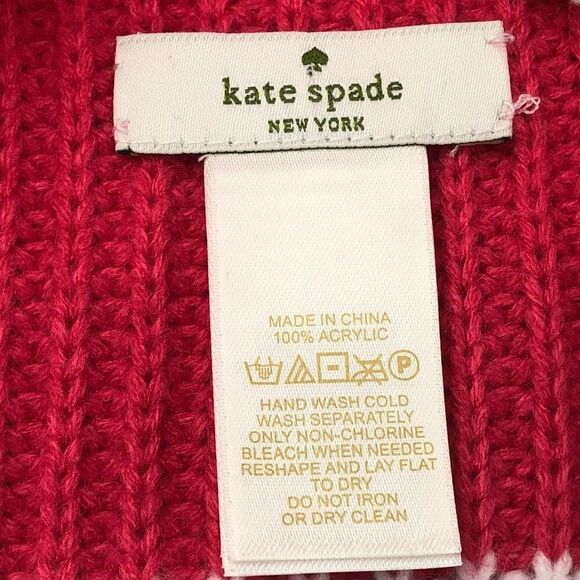 kate spade
NEW YORK
MADE IN CHINA
100% ACRYLIC
P
HAND WASH COLD
WASH SEPARATELY
ONLY NON-CHLORINE
BLEACH WHEN NEEDED
RESHAPE AND LAY FLAT
TO DRY
DO NOT IRON
OR DRY CLEAN